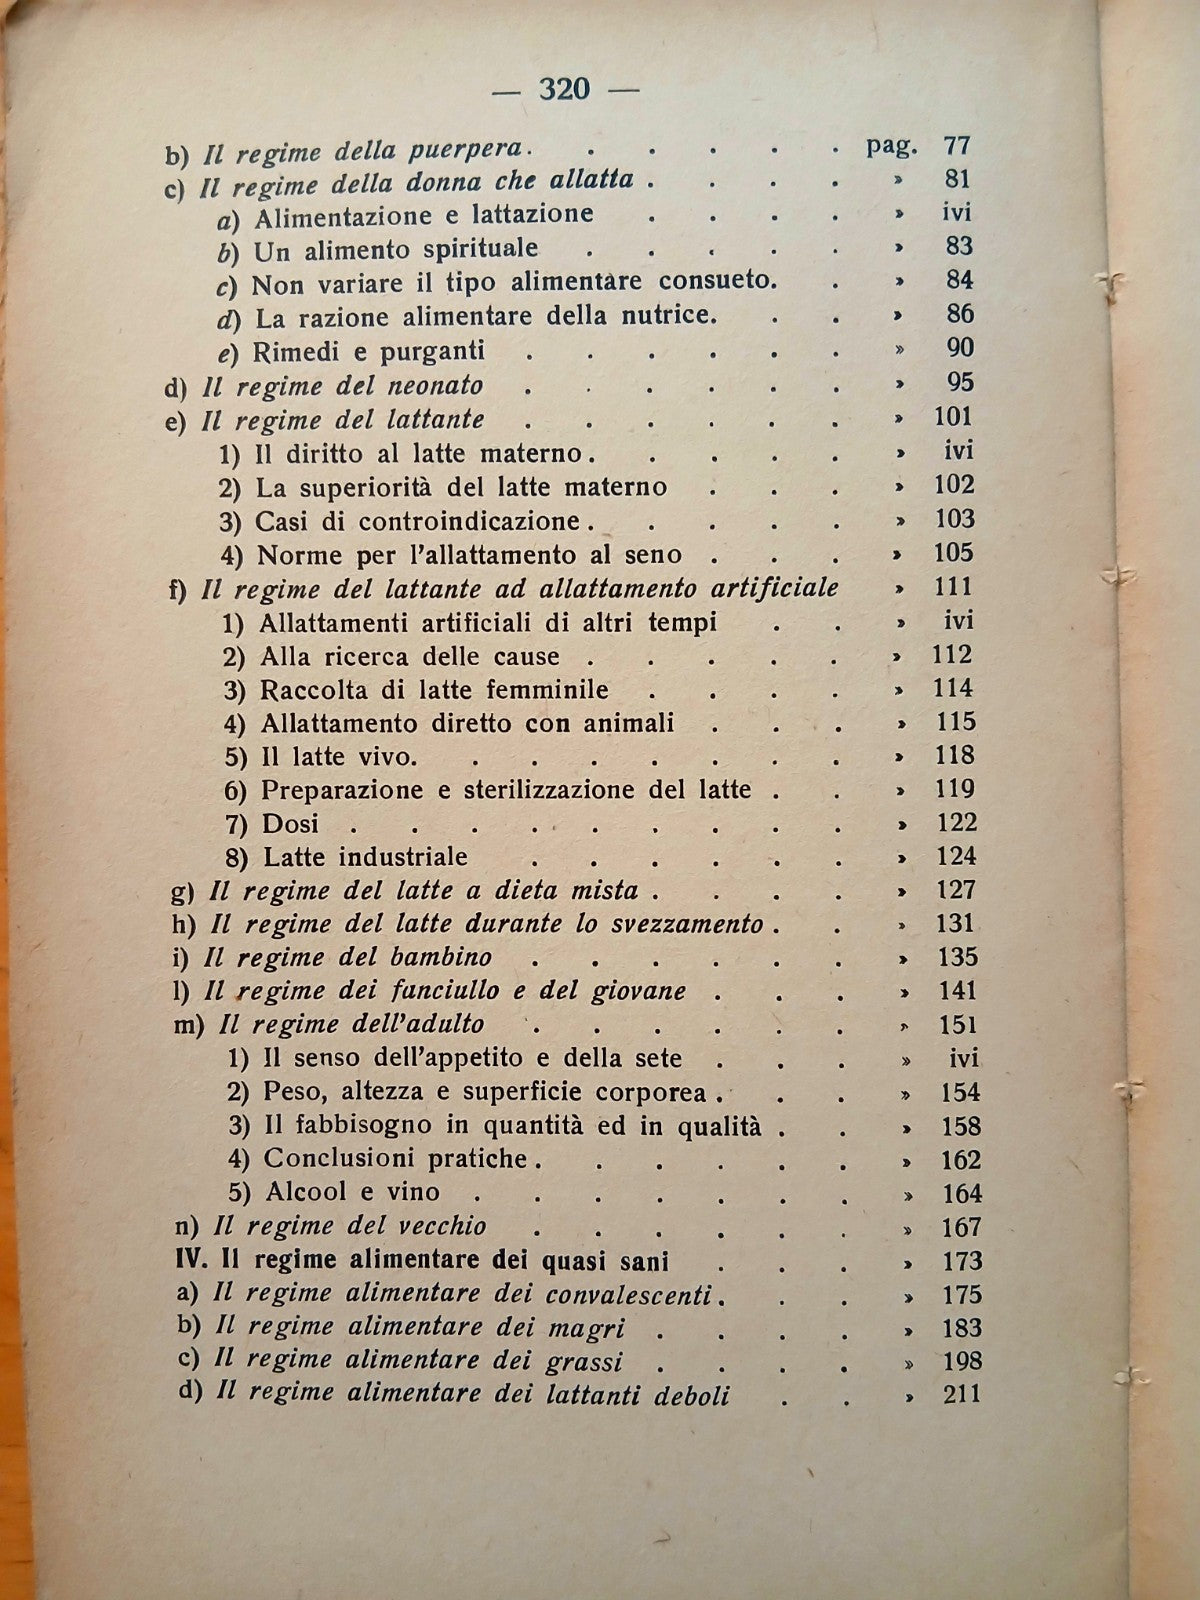 — 320 —
b) Il regime della puerpera . . . . . . pag. 77
c) Il regime della donna che allatta . . . . » 81
a) Alimentazione e lattazione . . . . » ivi
b) Un alimento spirituale . . . . . » 83
c) Non variare il tipo alimentare consueto. . » 84
d) La razione alimentare della nutrice. . . » 86
e) Rimedi e purganti . . . . . . » 90
d) Il regime del neonato . . . . . . » 95
e) Il regime del lattante . . . . . . » 101
1) Il diritto al latte materno . . . . . » ivi
2) La superiorità del latte materno . . . » 102
3) Casi di controindicazione . . . . . » 103
4) Norme per l'allattamento al seno . . . » 105
f) Il regime del lattante ad allattamento artificiale » 111
1) Allattamenti artificiali di altri tempi . . » ivi
2) Alla ricerca delle cause . . . . . » 112
3) Raccolta di latte femminile . . . . » 114
4) Allattamento diretto con animali . . . » 115
5) Il latte vivo. . . . . . . . » 118
6) Preparazione e sterilizzazione del latte . . » 119
7) Dosi . . . . . . . . . » 122
8) Latte industriale . . . . . . » 124
g) Il regime del latte a dieta mista . . . . » 127
h) Il regime del latte durante lo svezzamento . . » 131
i) Il regime del bambino . . . . . . » 135
l) Il regime dei fanciullo e del giovane . . . » 141
m) Il regime dell'adulto . . . . . . » 151
1) Il senso dell'appetito e della sete . . . » ivi
2) Peso, altezza e superficie corporea . . . » 154
3) Il fabbisogno in quantità ed in qualità . . » 158
4) Conclusioni pratiche . . . . . . » 162
5) Alcool e vino . . . . . . . » 164
n) Il regime del vecchio . . . . . . » 167
IV. Il regime alimentare dei quasi sani . . . » 173
a) Il regime alimentare dei convalescenti . . . » 175
b) Il regime alimentare dei magri . . . . » 183
c) Il regime alimentare dei grassi . . . . » 198
d) Il regime alimentare dei lattanti deboli . . » 211